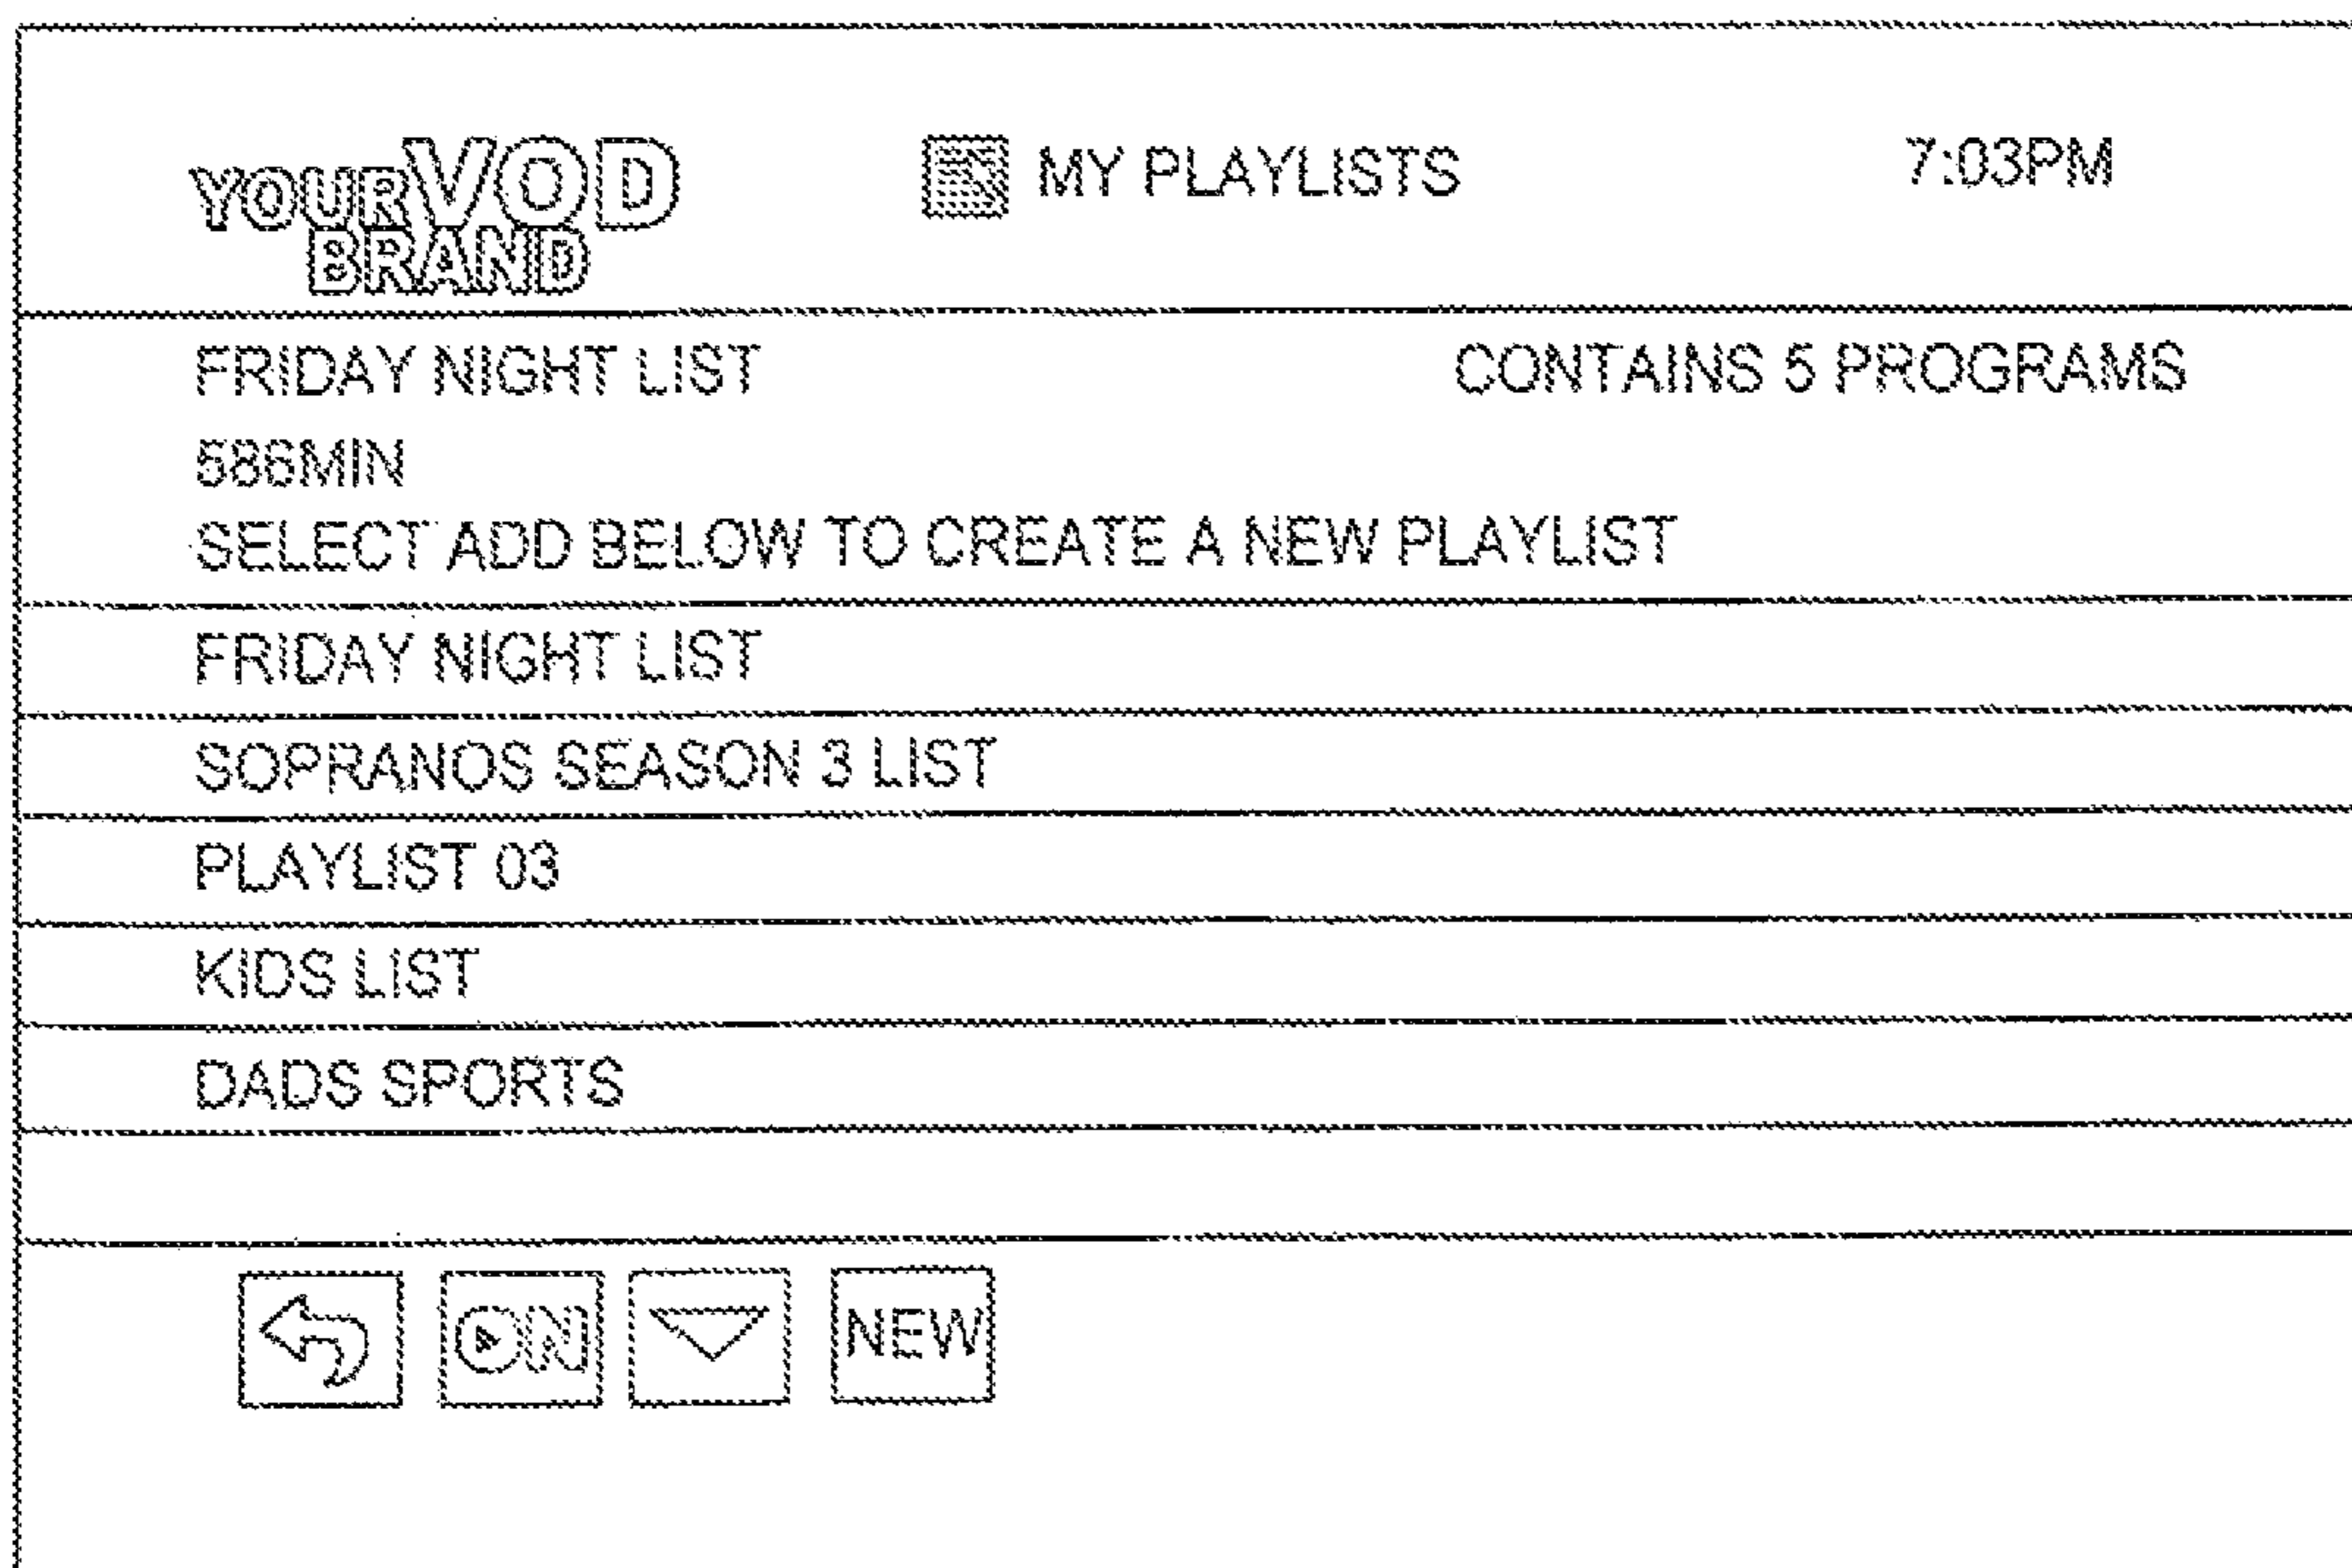 YOUR VOD
BRAND
MY PLAYLISTS
7:03PM
FRIDAY NIGHT LIST
CONTAINS 5 PROGRAMS
586MIN
SELECT ADD BELOW TO CREATE A NEW PLAYLIST
FRIDAY NIGHT LIST
SOPRANOS SEASON 3 LIST
PLAYLIST 03
KIDS LIST
DADS SPORTS
ON
NEW